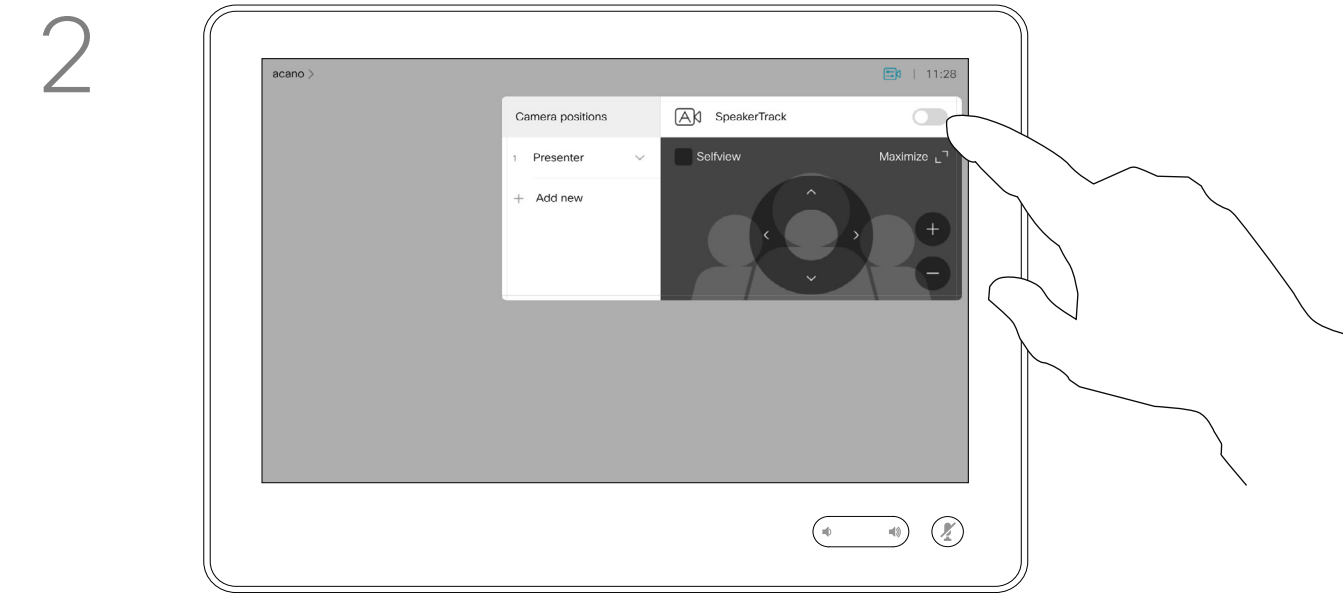 2
acano >
11:28
Camera positions
SpeakerTrack
1 Presenter
Selfview
Maximize
+ Add new